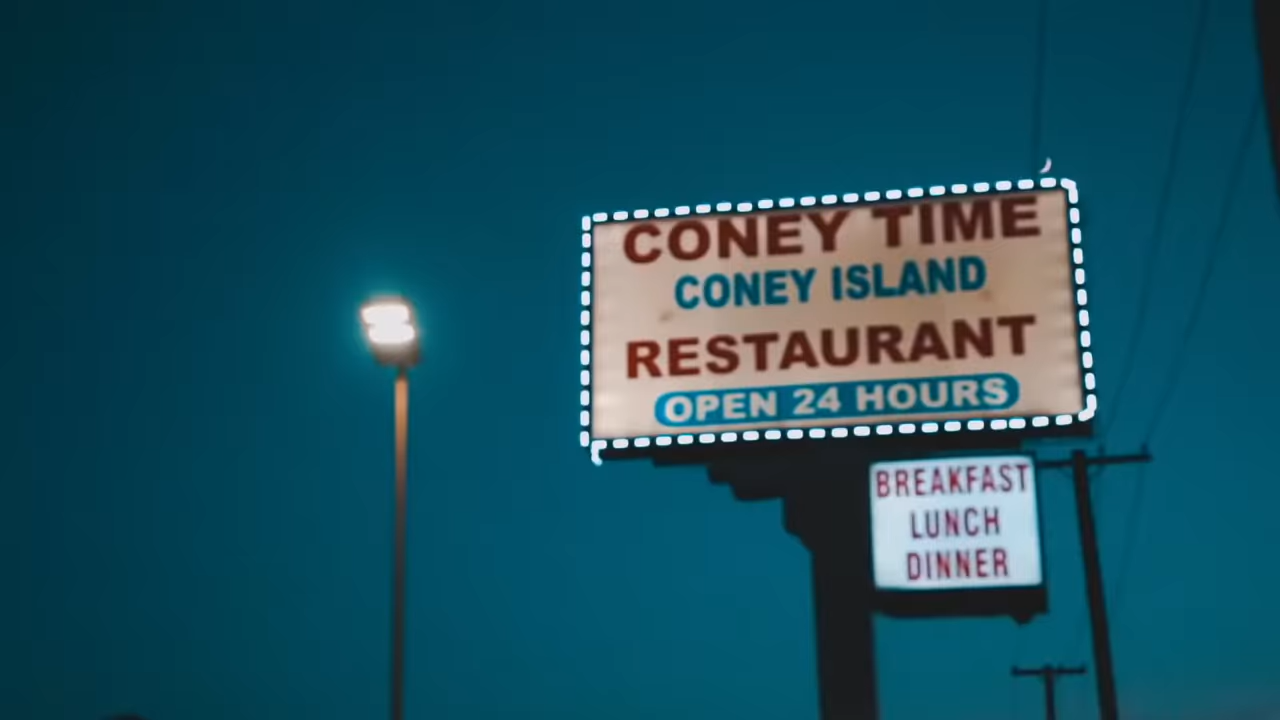 CONEY TIME
CONEY ISLAND
RESTAURANT
OPEN 24 HOURS
BREAKFAST
LUNCH
DINNER